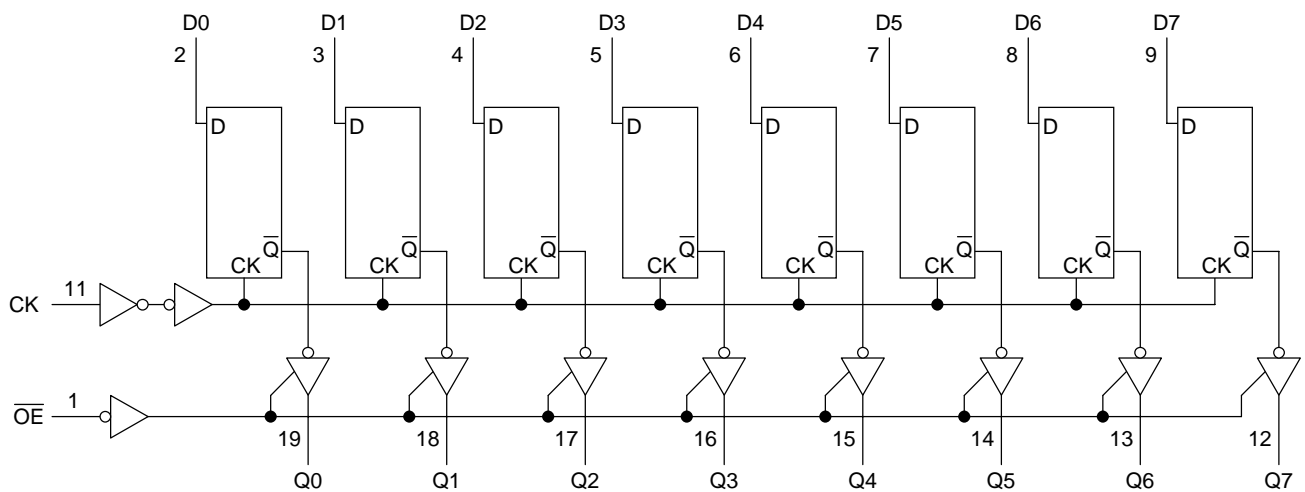 D0 D1 D2 D3 D4 D5 D6 D7
2 3 4 5 6 7 8 9
D D D D D D D D
Q̅ Q̅ Q̅ Q̅ Q̅ Q̅ Q̅ Q̅
CK CK CK CK CK CK CK CK
CK 11
O̅E̅ 1
19 18 17 16 15 14 13 12
Q0 Q1 Q2 Q3 Q4 Q5 Q6 Q7